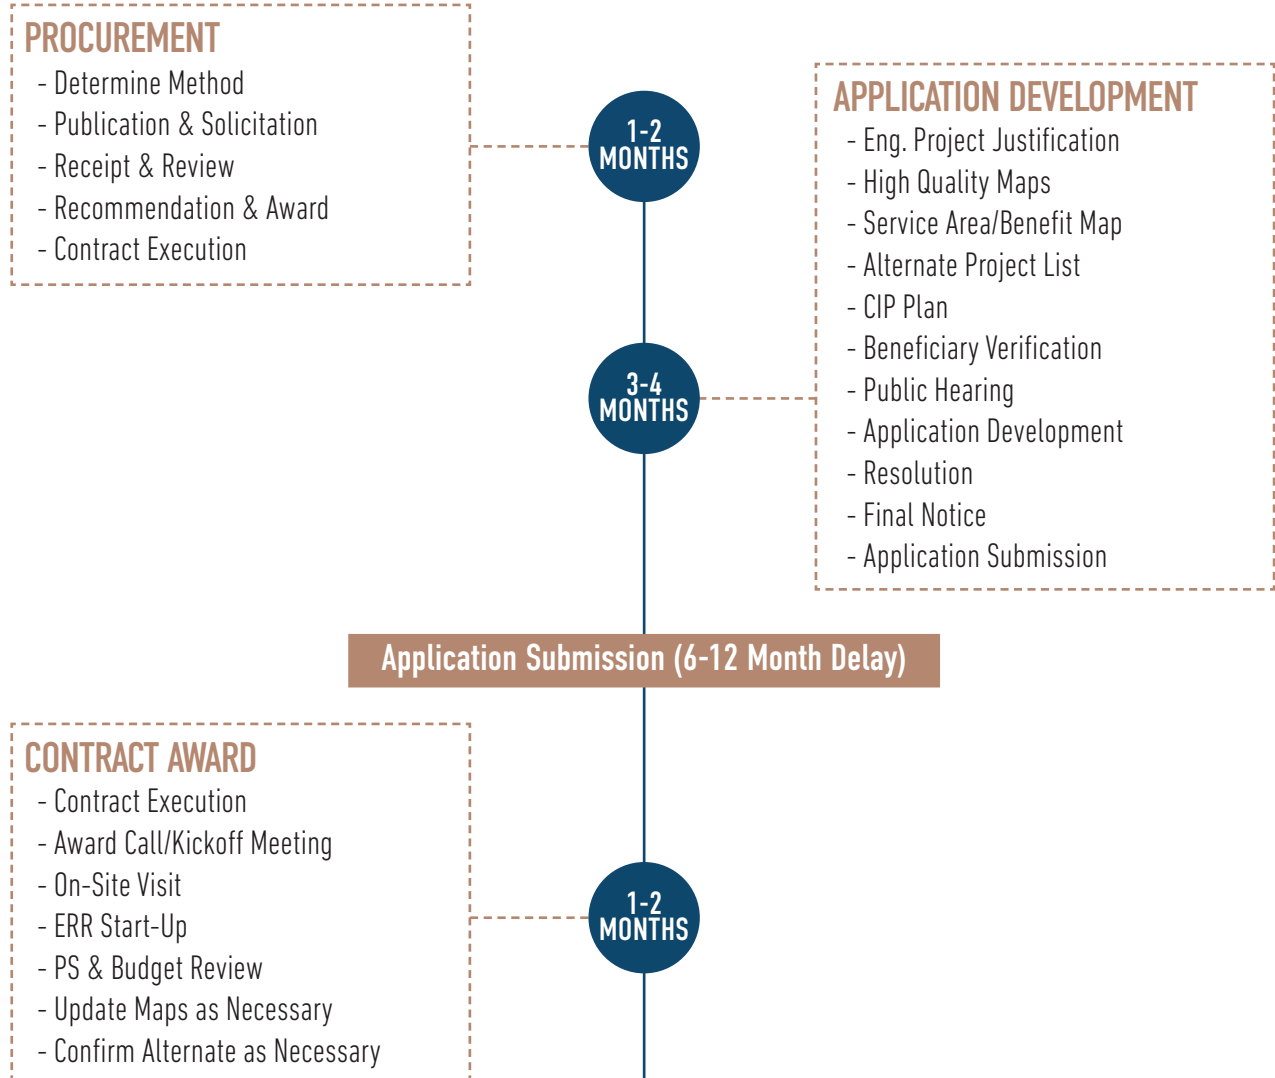 PROCUREMENT
- Determine Method
- Publication & Solicitation
- Receipt & Review
- Recommendation & Award
- Contract Execution
1-2
MONTHS
APPLICATION DEVELOPMENT
- Eng. Project Justification
- High Quality Maps
- Service Area/Benefit Map
- Alternate Project List
- CIP Plan
- Beneficiary Verification
- Public Hearing
- Application Development
- Resolution
- Final Notice
- Application Submission
3-4
MONTHS
Application Submission (6-12 Month Delay)
CONTRACT AWARD
- Contract Execution
- Award Call/Kickoff Meeting
- On-Site Visit
- ERR Start-Up
- PS & Budget Review
- Update Maps as Necessary
- Confirm Alternate as Necessary
1-2
MONTHS